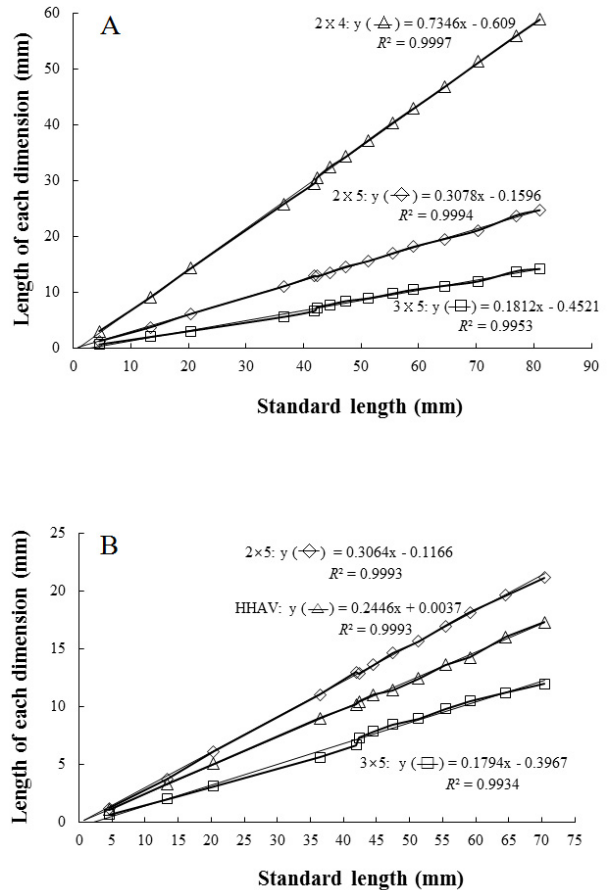 A
2×4: y (△) = 0.7346x - 0.609
R² = 0.9997
2×5: y (◇) = 0.3078x - 0.1596
R² = 0.9994
3×5: y (□) = 0.1812x - 0.4521
R² = 0.9953
Length of each dimension (mm)
60
50
40
30
20
10
0
0 10 20 30 40 50 60 70 80 90
Standard length (mm)
B
2×5: y (◇) = 0.3064x - 0.1166
R² = 0.9993
HHAV: y (△) = 0.2446x + 0.0037
R² = 0.9993
3×5: y (□) = 0.1794x - 0.3967
R² = 0.9934
Length of each dimension (mm)
25
20
15
10
5
0
0 5 10 15 20 25 30 35 40 45 50 55 60 65 70 75
Standard length (mm)